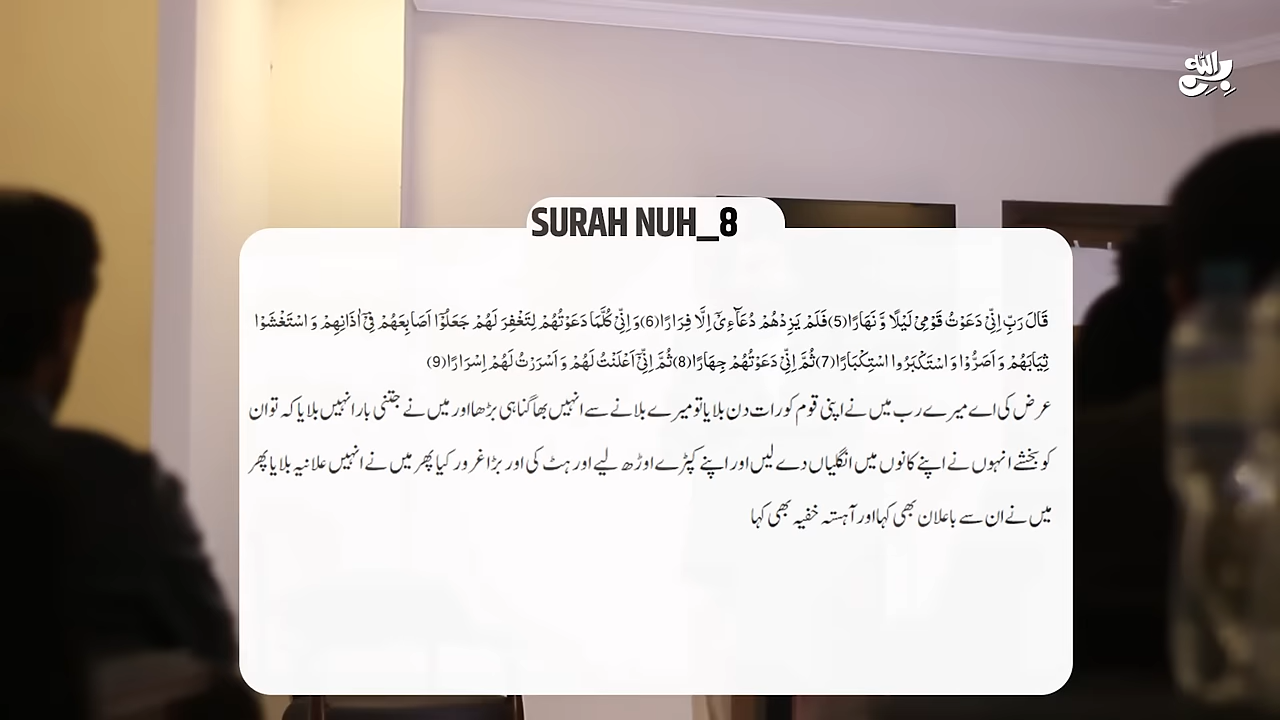 بسم الله
SURAH NUH_8
قَالَ رَبِّ اِنِّیْ دَعَوْتُ قَوْمِیْ لَیْلًا وَّ نَهَارًا(5)فَلَمْ یَزِدْهُمْ دُعَآءِیْۤ اِلَّا فِرَارًا(6)وَ اِنِّیْ كُلَّمَا دَعَوْتُهُمْ لِتَغْفِرَ لَهُمْ جَعَلُوْۤا اَصَابِعَهُمْ فِیْۤ اٰذَانِهِمْ وَ اسْتَغْشَوْا
ثِیَابَهُمْ وَ اَصَرُّوْا وَ اسْتَكْبَرُوا اسْتِكْبَارًا(7)ثُمَّ اِنِّیْ دَعَوْتُهُمْ جِهَارًا(8)ثُمَّ اِنِّیْۤ اَعْلَنْتُ لَهُمْ وَ اَسْرَرْتُ لَهُمْ اِسْرَارًا(9)
عرض کی اے میرے رب میں نے اپنی قوم کو رات دن بلایا تو میرے بلانے سے انہیں بھاگنا ہی بڑھا اور میں نے جتنی بار انہیں بلایا کہ تو ان
کو بخشے انہوں نے اپنے کانوں میں انگلیاں دے لیں اور اپنے کپڑے اوڑھ لیے اور ہٹ کی اور بڑا غرور کیا پھر میں نے انہیں علانیہ بلایا پھر
میں نے ان سے باعلان بھی کہا اور آہستہ خفیہ بھی کہا